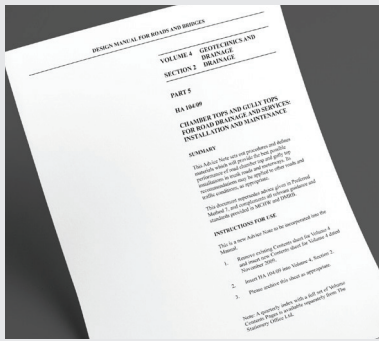 DESIGN MANUAL FOR ROADS AND BRIDGES
VOLUME 4 GEOTECHNICS AND
DRAINAGE
SECTION 2 DRAINAGE
PART 5
HA 104/09
CHAMBER TOPS AND GULLY TOPS
FOR ROAD DRAINAGE AND SERVICES:
INSTALLATION AND MAINTENANCE
SUMMARY
This Advice Note sets out procedures and defines
materials which will provide the best possible
performance of road chamber top and gully top
installations in trunk roads and motorways. Its
recommendations may be applied to other roads and
traffic conditions, as appropriate.
This document supersedes advice given in Preferred
Method 7, and complements all relevant guidance and
standards provided in MCHW and DMRB.
INSTRUCTIONS FOR USE
This is a new Advice Note to be incorporated into the
Manual.
1. Remove existing Contents sheet for Volume 4
and insert new Contents sheet for Volume 4 dated
November 2009.
2. Insert HA 104/09 into Volume 4, Section 2.
3. Please archive this sheet as appropriate.
Note: A quarterly index with a full set of Volume
Contents Pages is available separately from The
Stationery Office Ltd.